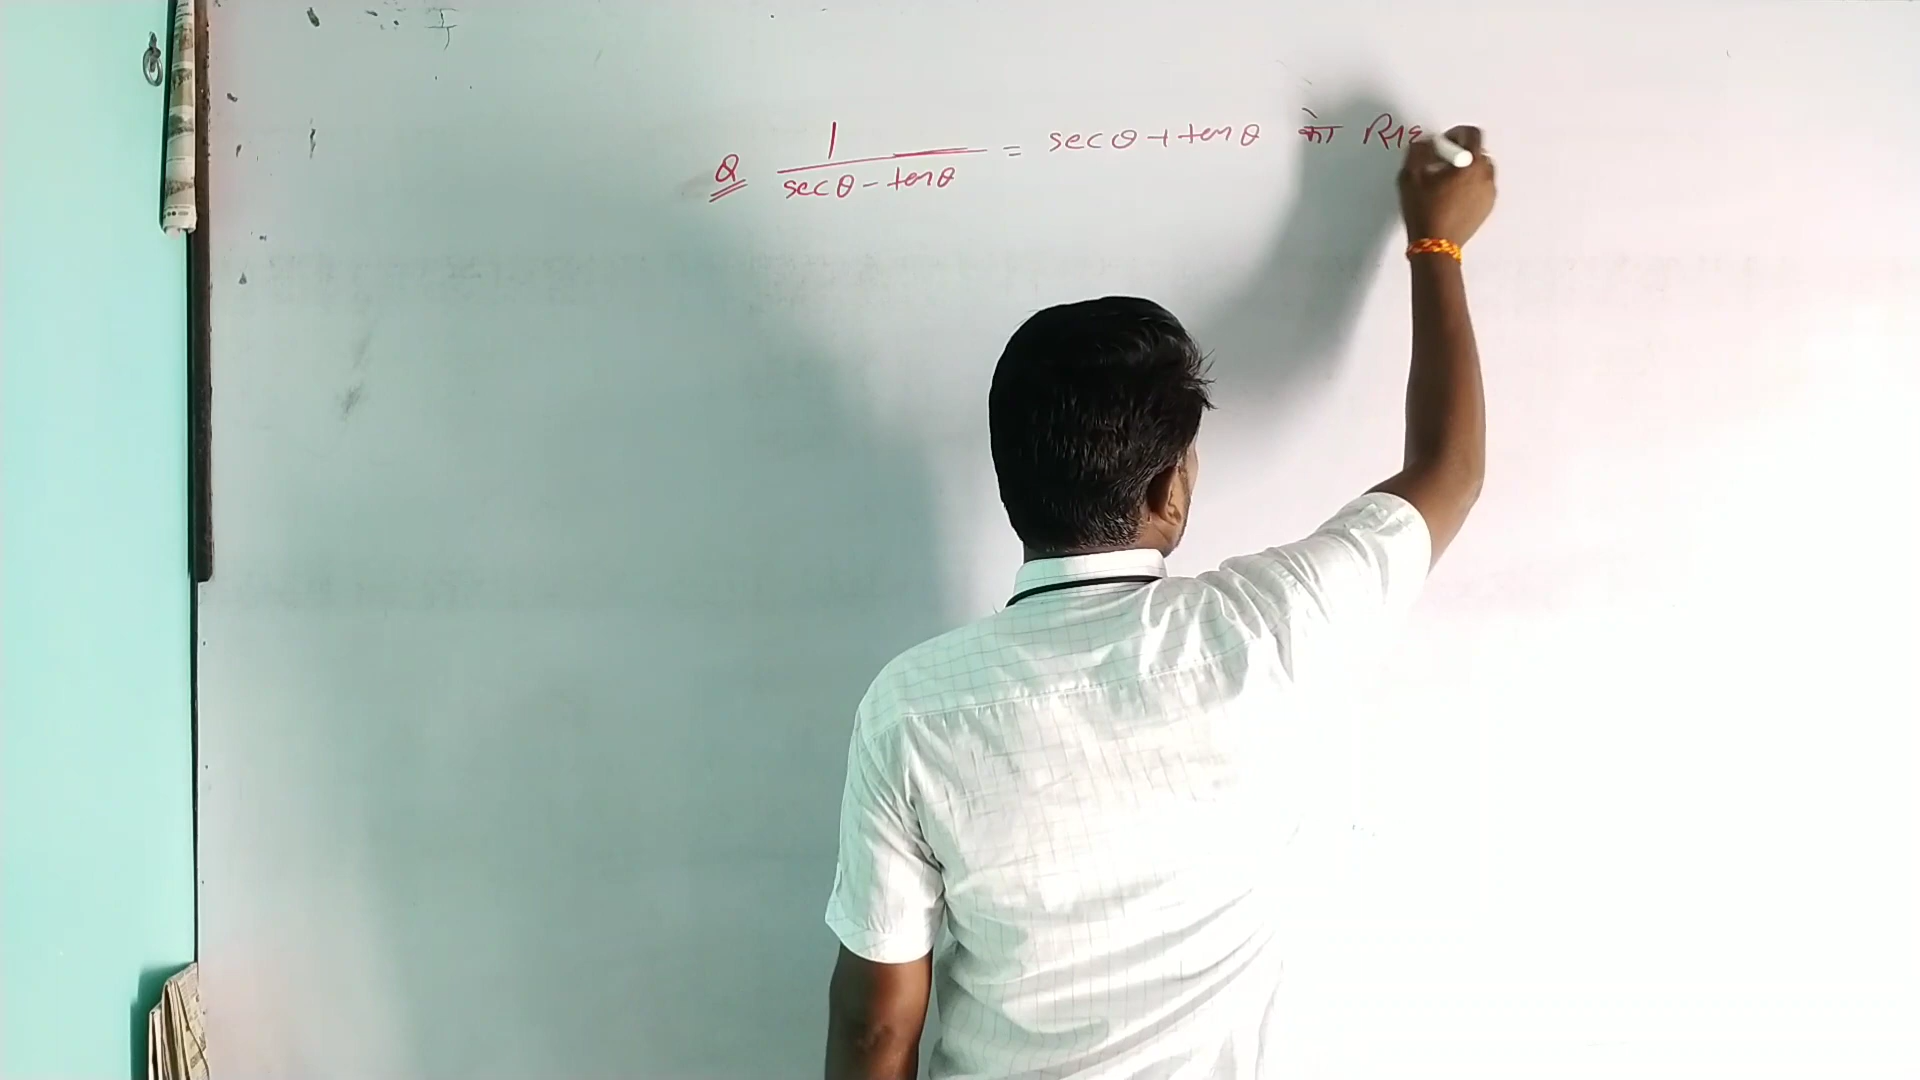 Q 1/(secθ - tanθ) = secθ + tanθ को